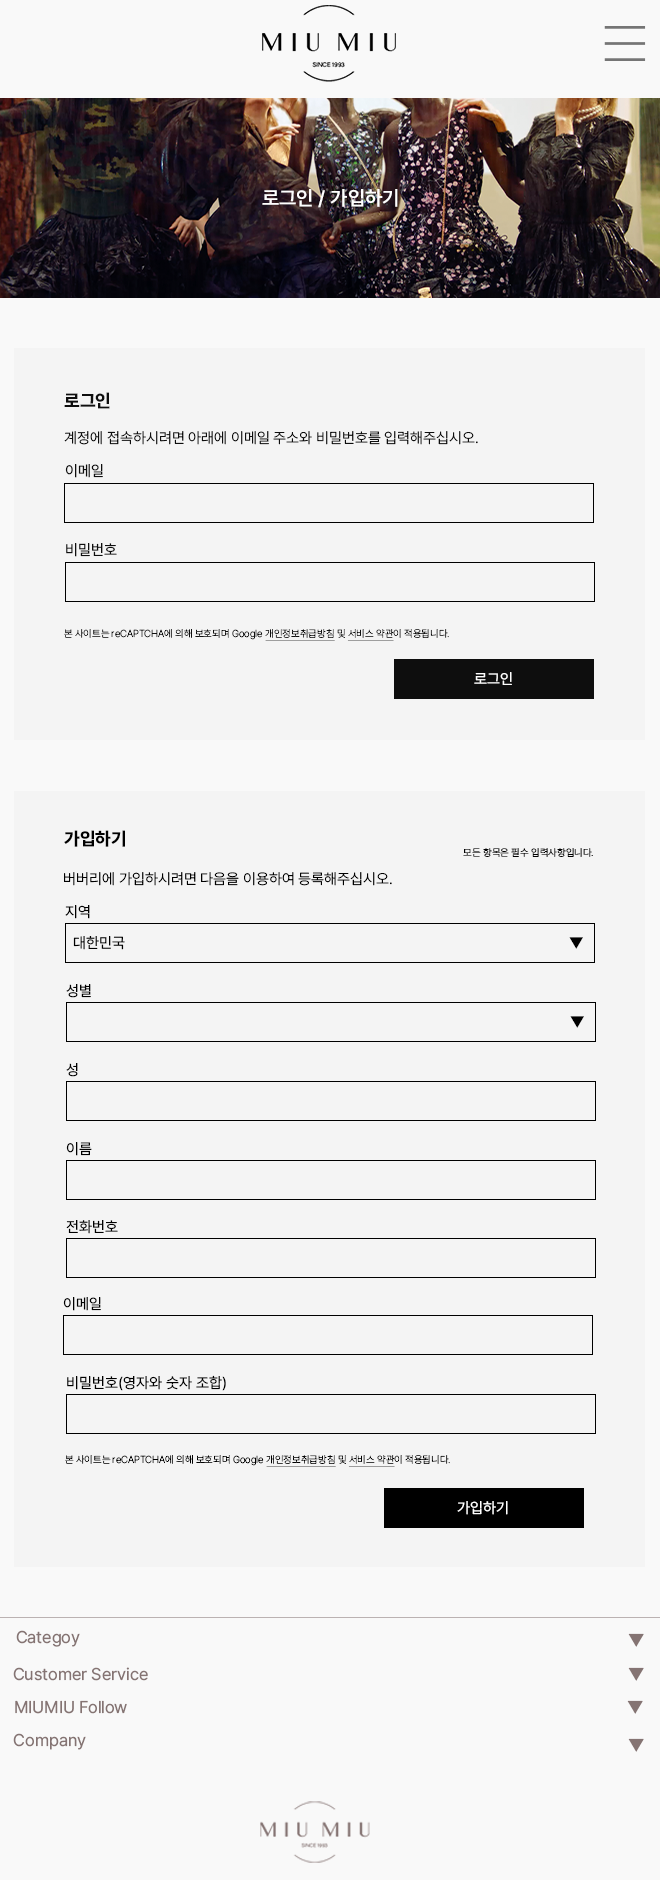 MIU MIU
SINCE 1993
로그인 / 가입하기
로그인
계정에 접속하시려면 아래에 이메일 주소와 비밀번호를 입력해주십시오.
이메일
비밀번호
본 사이트는 reCAPTCHA에 의해 보호되며 Google 개인정보취급방침 및 서비스 약관이 적용됩니다.
로그인
가입하기
모든 항목은 필수 입력사항입니다.
버버리에 가입하시려면 다음을 이용하여 등록해주십시오.
지역
대한민국
성별
성
이름
전화번호
이메일
비밀번호(영자와 숫자 조합)
본 사이트는 reCAPTCHA에 의해 보호되며 Google 개인정보취급방침 및 서비스 약관이 적용됩니다.
가입하기
Categoy
Customer Service
MIUMIU Follow
Company
MIU MIU
SINCE 1993